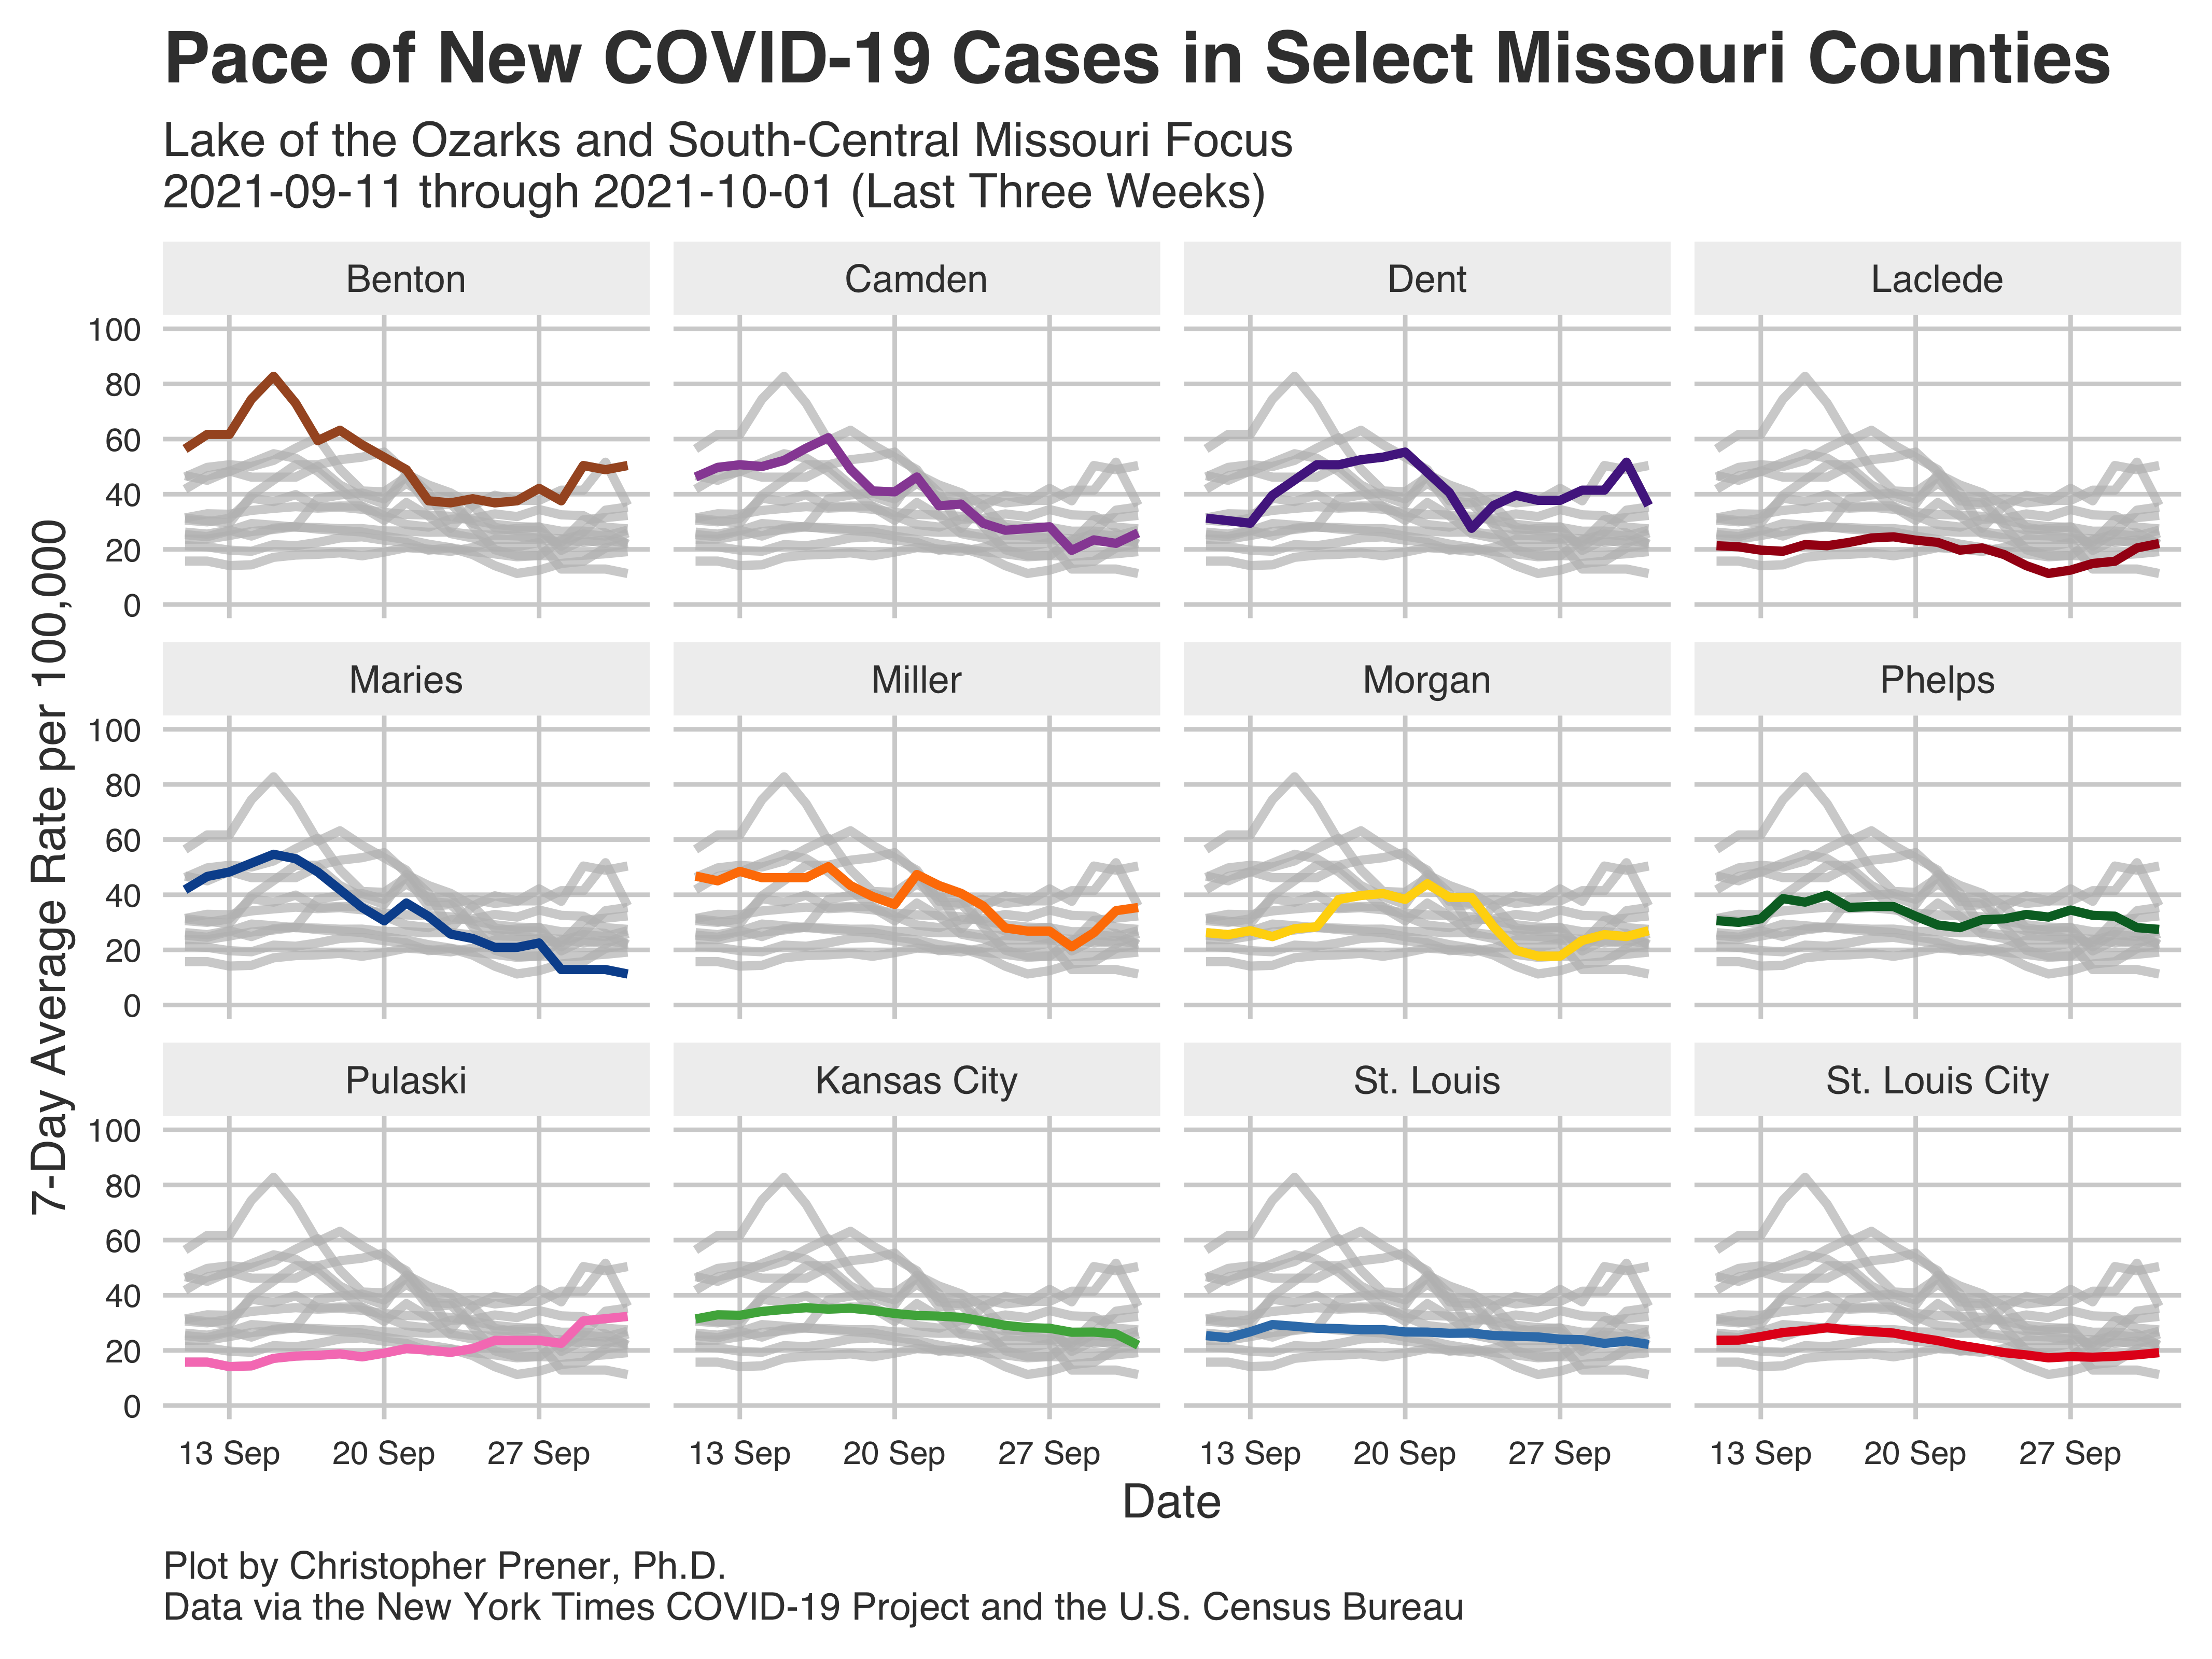 Pace of New COVID-19 Cases in Select Missouri Counties
Lake of the Ozarks and South-Central Missouri Focus
2021-09-11 through 2021-10-01 (Last Three Weeks)
7-Day Average Rate per 100,000
Benton
Camden
Dent
Laclede
100
80
60
40
20
0
Maries
Miller
Morgan
Phelps
100
80
60
40
20
0
Pulaski
Kansas City
St. Louis
St. Louis City
100
80
60
40
20
0
13 Sep 20 Sep 27 Sep
13 Sep 20 Sep 27 Sep
13 Sep 20 Sep 27 Sep
13 Sep 20 Sep 27 Sep
Date
Plot by Christopher Prener, Ph.D.
Data via the New York Times COVID-19 Project and the U.S. Census Bureau